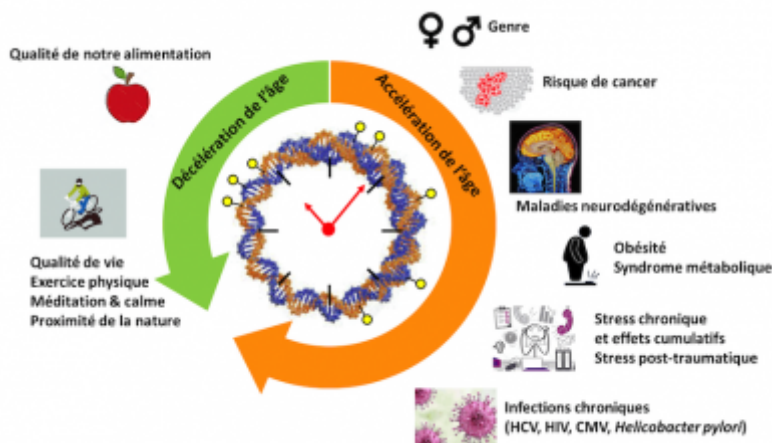 Qualité de notre alimentation
Qualité de vie
Exercice physique
Méditation & calme
Proximité de la nature
Décélération de l'âge
Accélération de l'âge
Genre
Risque de cancer
Maladies neurodégénératives
Obésité
Syndrome métabolique
Stress chronique
et effets cumulatifs
Stress post-traumatique
Infections chroniques
(HCV, HIV, CMV, Helicobacter pylori)